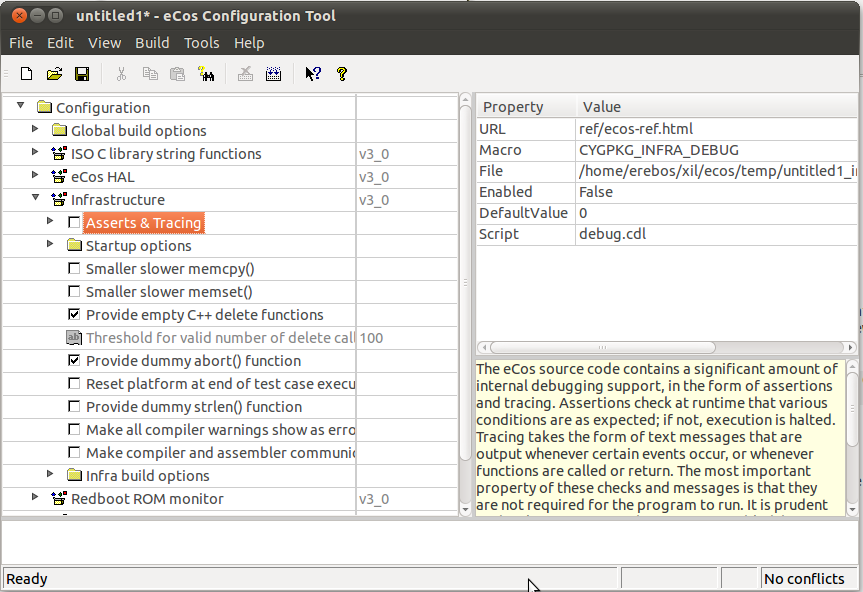 untitled1* - eCos Configuration Tool
File Edit View Build Tools Help
Configuration
Global build options
ISO C library string functions v3_0
eCos HAL v3_0
Infrastructure v3_0
Asserts & Tracing
Startup options
Smaller slower memcpy()
Smaller slower memset()
Provide empty C++ delete functions
ab Threshold for valid number of delete call 100
Provide dummy abort() function
Reset platform at end of test case execu
Provide dummy strlen() function
Make all compiler warnings show as erro
Make compiler and assembler communic
Infra build options
Redboot ROM monitor v3_0
Property Value
URL ref/ecos-ref.html
Macro CYGPKG_INFRA_DEBUG
File /home/erebos/xil/ecos/temp/untitled1_in
Enabled False
DefaultValue 0
Script debug.cdl
The eCos source code contains a significant amount of
internal debugging support, in the form of assertions
and tracing. Assertions check at runtime that various
conditions are as expected; if not, execution is halted.
Tracing takes the form of text messages that are
output whenever certain events occur, or whenever
functions are called or return. The most important
property of these checks and messages is that they
are not required for the program to run. It is prudent
Ready
No conflicts